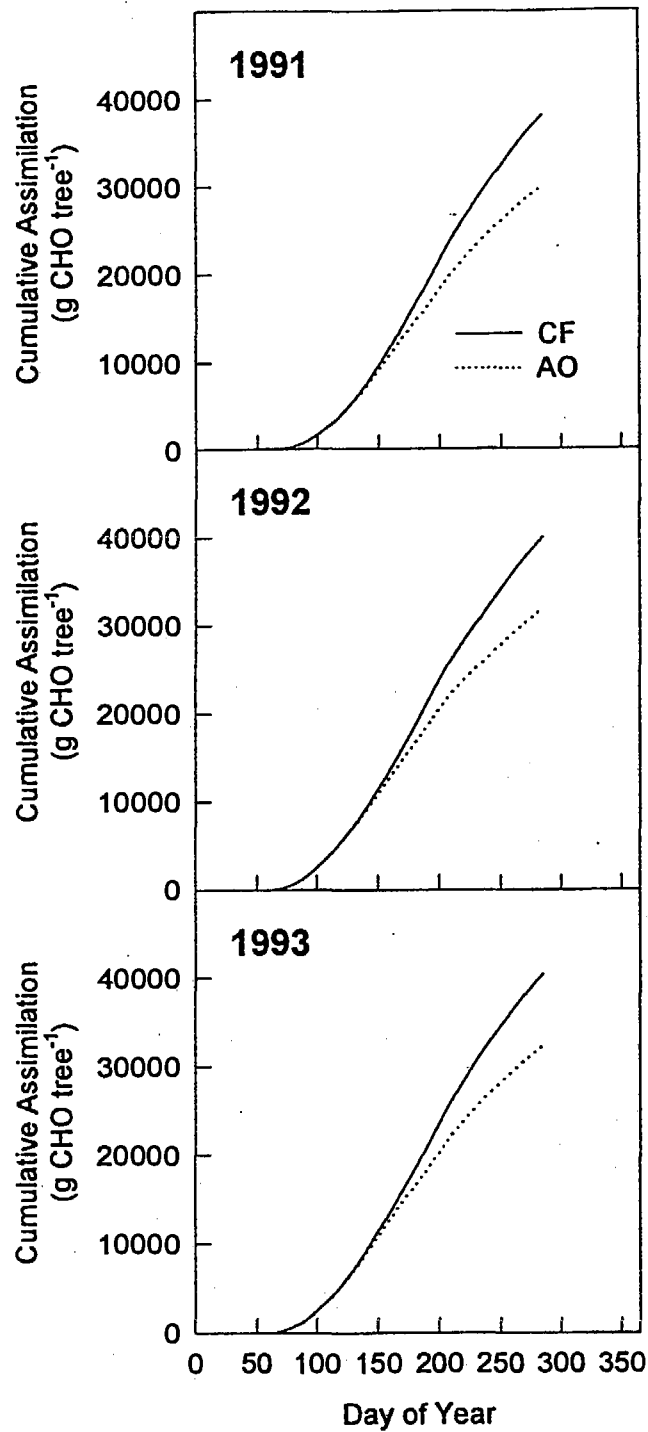 1991
Cumulative Assimilation
(g CHO tree⁻¹)
40000
30000
20000
10000
0
CF
AO
1992
Cumulative Assimilation
(g CHO tree⁻¹)
40000
30000
20000
10000
0
1993
Cumulative Assimilation
(g CHO tree⁻¹)
40000
30000
20000
10000
0
0 50 100 150 200 250 300 350
Day of Year